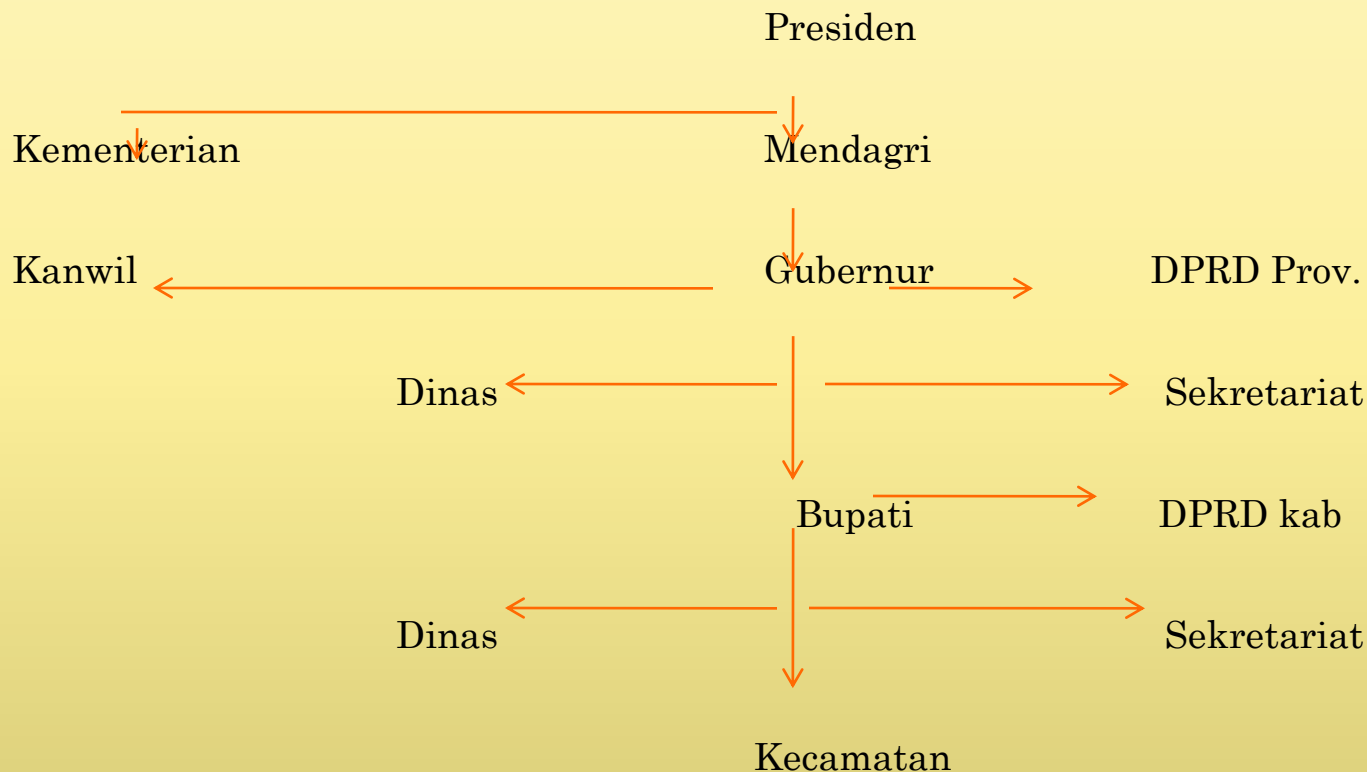 Presiden
Kementerian Mendagri
Kanwil Gubernur DPRD Prov.
Dinas Sekretariat
Bupati DPRD kab
Dinas Sekretariat
Kecamatan